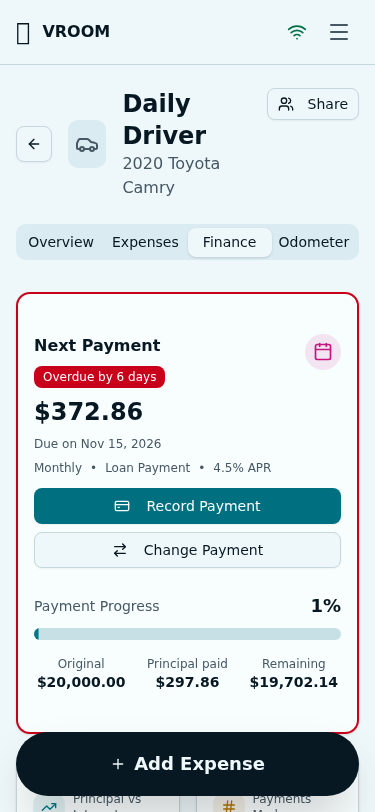 VROOM
Daily
Driver
2020 Toyota
Camry
Share
Overview Expenses Finance Odometer
Next Payment
Overdue by 6 days
$372.86
Due on Nov 15, 2026
Monthly • Loan Payment • 4.5% APR
Record Payment
Change Payment
Payment Progress 1%
Original Principal paid Remaining
$20,000.00 $297.86 $19,702.14
+ Add Expense
Principal vs Payments